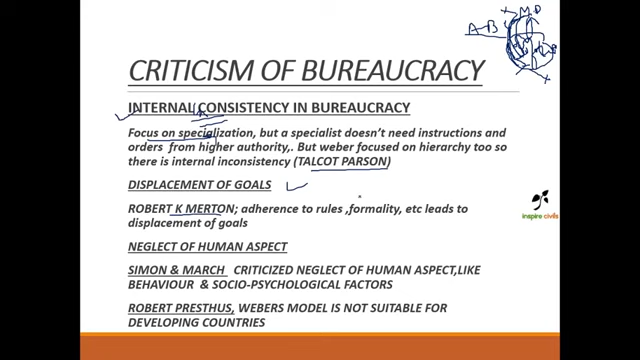 A-B
M.D
CRITICISM OF BUREAUCRACY
INTERNAL CONSISTENCY IN BUREAUCRACY
in
Focus on specialization, but a specialist doesn't need instructions and
orders from higher authority,. But weber focused on hierarchy too so
there is internal inconsistency (TALCOT PARSON)
DISPLACEMENT OF GOALS
ROBERT K MERTON; adherence to rules ,formality, etc leads to
displacement of goals
NEGLECT OF HUMAN ASPECT
SIMON & MARCH CRITICIZED NEGLECT OF HUMAN ASPECT,LIKE
BEHAVIOUR & SOCIO-PSYCHOLOGICAL FACTORS
ROBERT PRESTHUS, WEBERS MODEL IS NOT SUITABLE FOR
DEVELOPING COUNTRIES
inspire civils